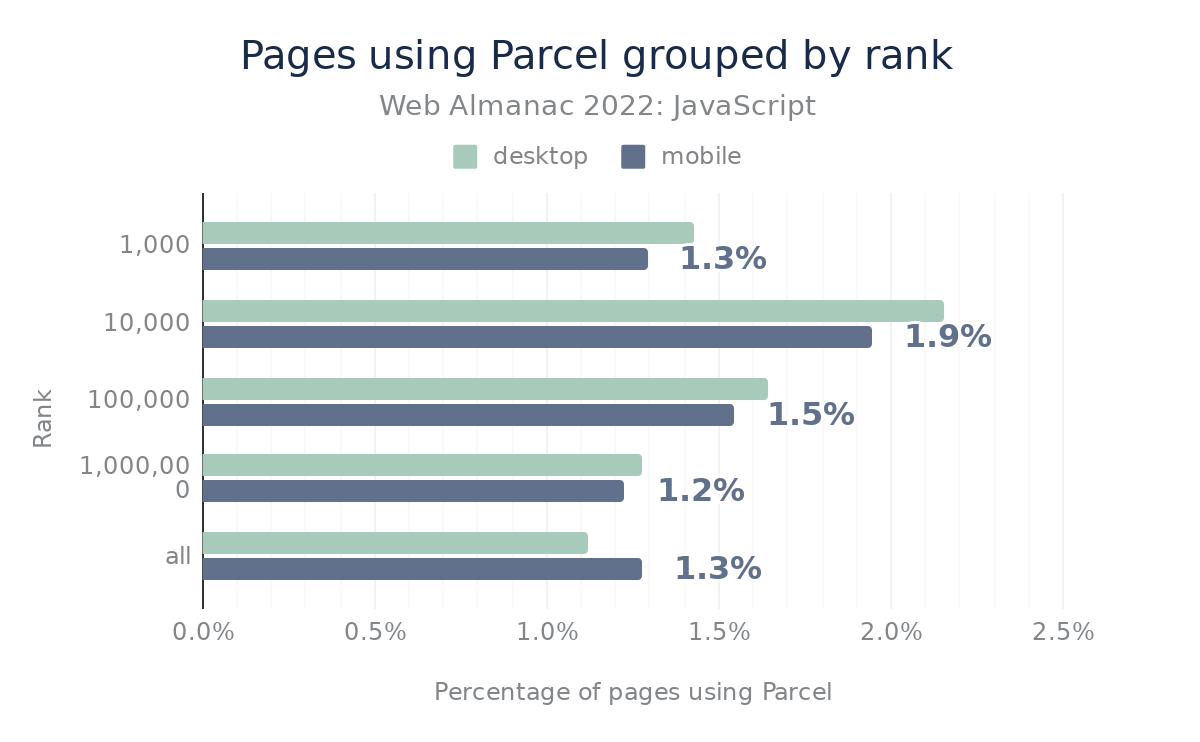 Pages using Parcel grouped by rank
Web Almanac 2022: JavaScript
desktop mobile
1,000 1.3%
10,000 1.9%
100,000 1.5%
Rank
1,000,00
0 1.2%
all 1.3%
0.0% 0.5% 1.0% 1.5% 2.0% 2.5%
Percentage of pages using Parcel